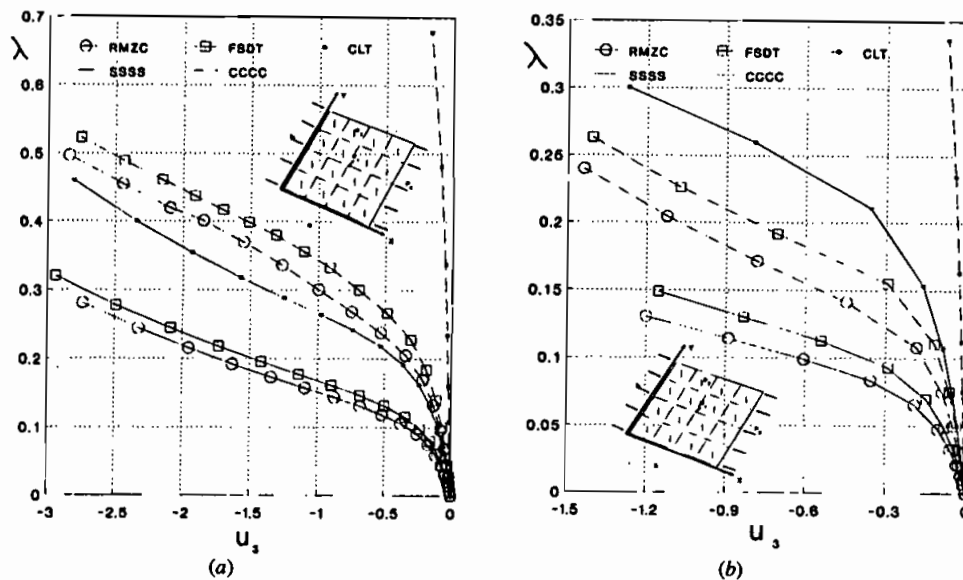 λ
0.7
0.6
0.5
0.4
0.3
0.2
0.1
0
RMZC FSDT CLT
SSSS CCCC
Y
X
-3 -2.5 -2 -1.5 -1 -0.5 0
u₃
(a)
λ
0.35
0.3
0.25
0.2
0.15
0.1
0.05
0
RMZC FSDT CLT
SSSS CCCC
Y
X
-1.5 -1.2 -0.9 -0.6 -0.3 0
u₃
(b)